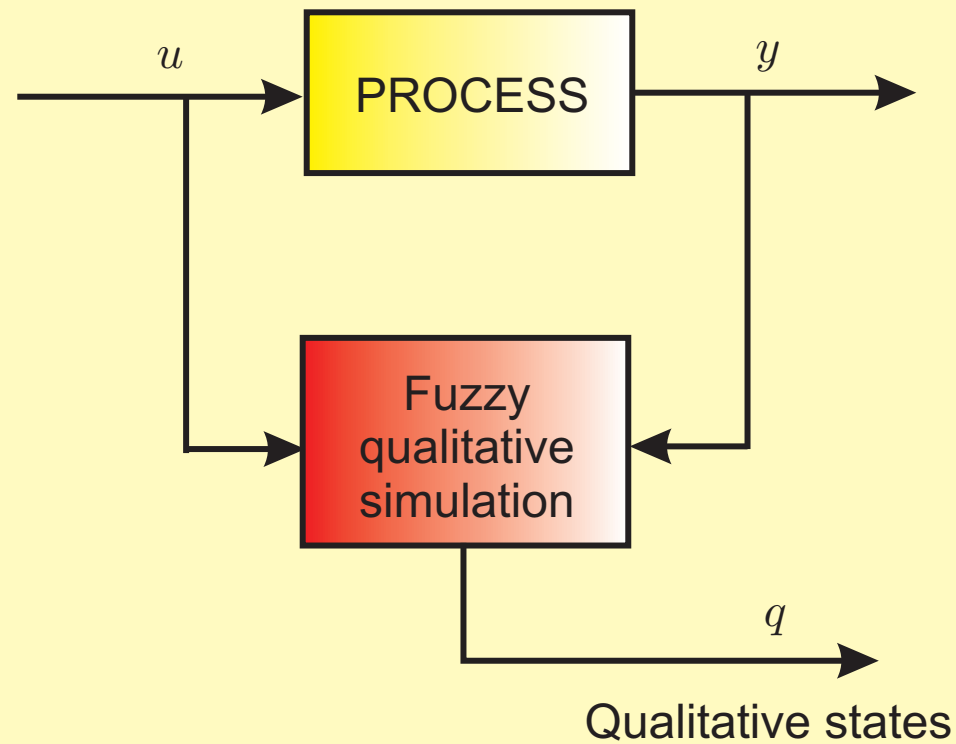 u
y
PROCESS
Fuzzy
qualitative
simulation
q
Qualitative states